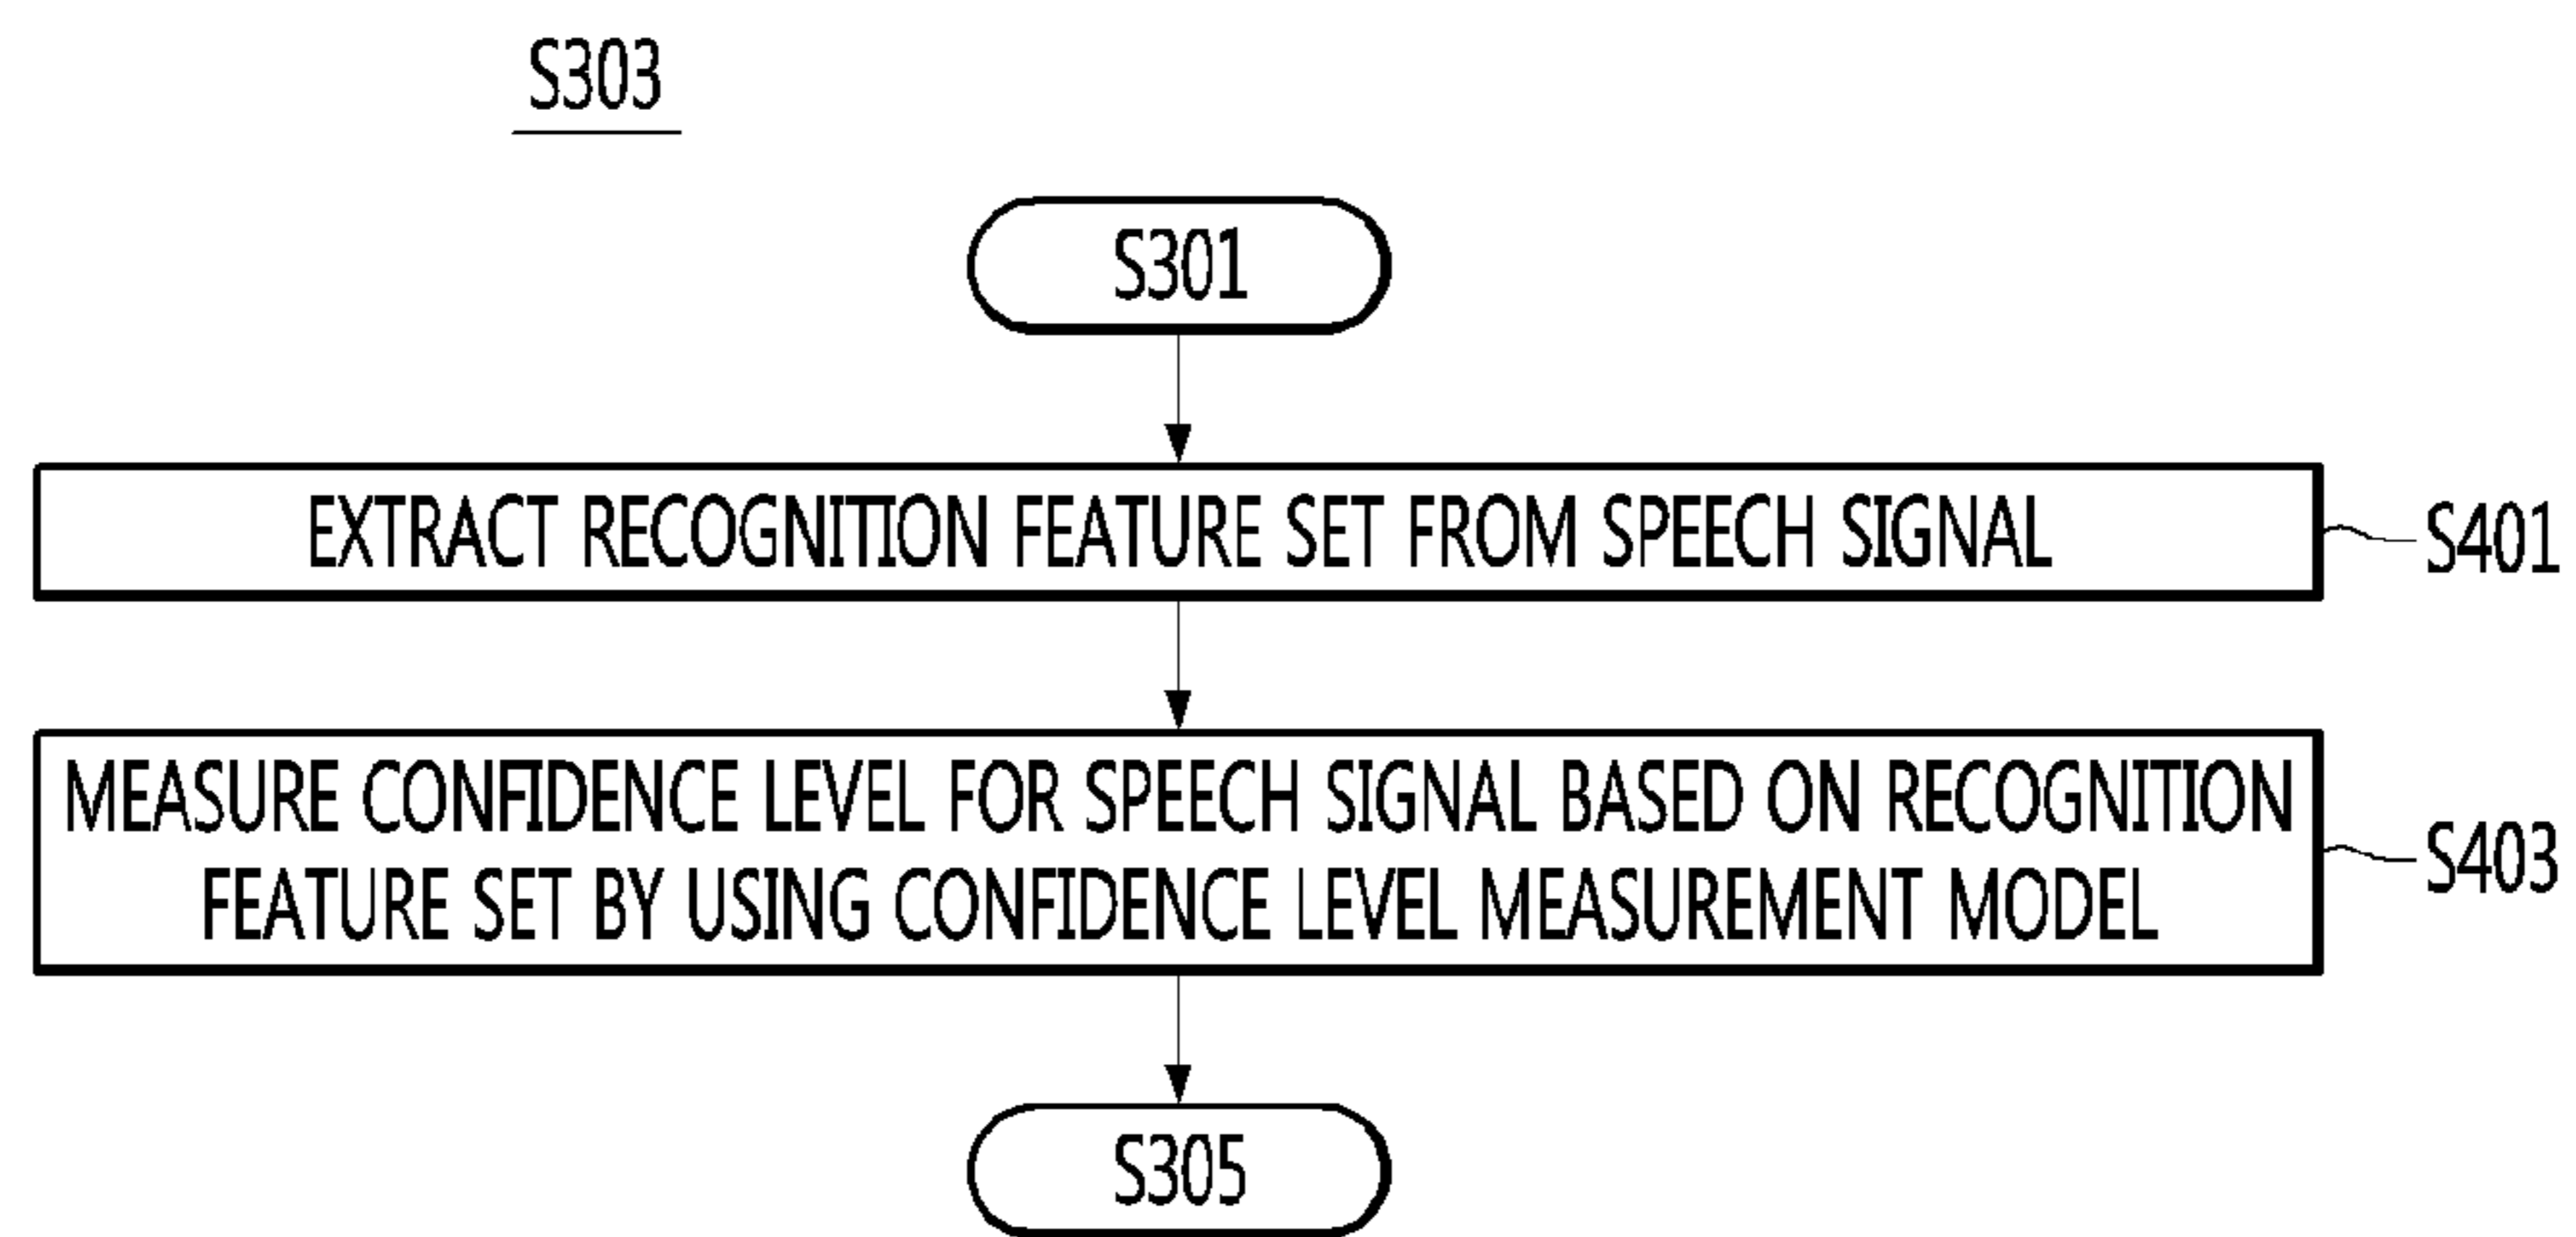 S303
S301
EXTRACT RECOGNITION FEATURE SET FROM SPEECH SIGNAL
S401
MEASURE CONFIDENCE LEVEL FOR SPEECH SIGNAL BASED ON RECOGNITION
FEATURE SET BY USING CONFIDENCE LEVEL MEASUREMENT MODEL
S403
S305